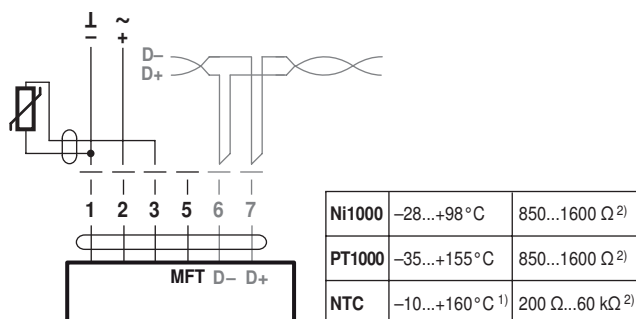 ⊥ ~
– +
D–
D+
1 2 3 5 6 7
MFT D– D+
Ni1000 –28...+98°C 850...1600 Ω 2)
PT1000 –35...+155°C 850...1600 Ω 2)
NTC –10...+160°C 1) 200 Ω...60 kΩ 2)